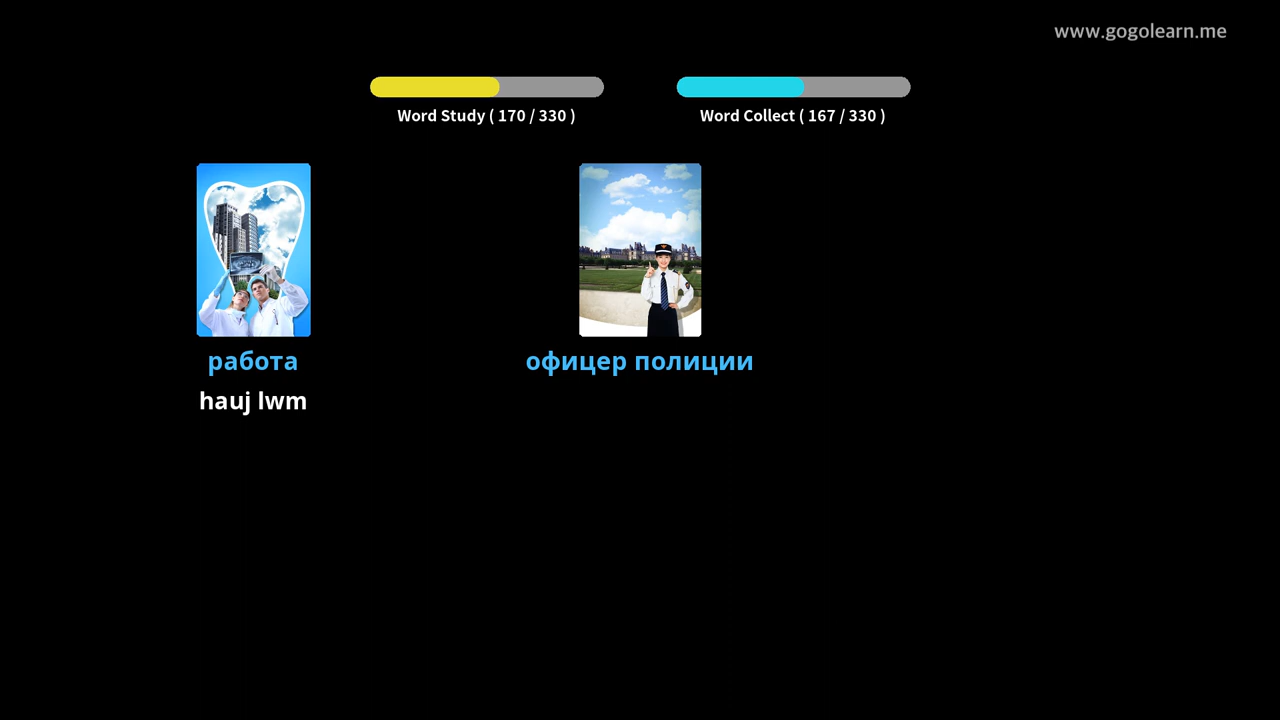 www.gogolearn.me
Word Study ( 170 / 330 )
Word Collect ( 167 / 330 )
работа
офицер полиции
hauj lwm